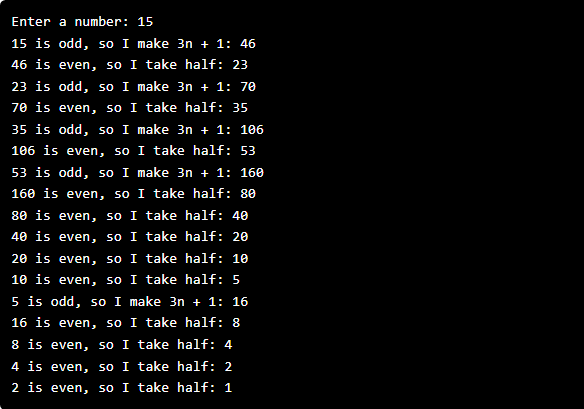 Enter a number: 15
15 is odd, so I make 3n + 1: 46
46 is even, so I take half: 23
23 is odd, so I make 3n + 1: 70
70 is even, so I take half: 35
35 is odd, so I make 3n + 1: 106
106 is even, so I take half: 53
53 is odd, so I make 3n + 1: 160
160 is even, so I take half: 80
80 is even, so I take half: 40
40 is even, so I take half: 20
20 is even, so I take half: 10
10 is even, so I take half: 5
5 is odd, so I make 3n + 1: 16
16 is even, so I take half: 8
8 is even, so I take half: 4
4 is even, so I take half: 2
2 is even, so I take half: 1